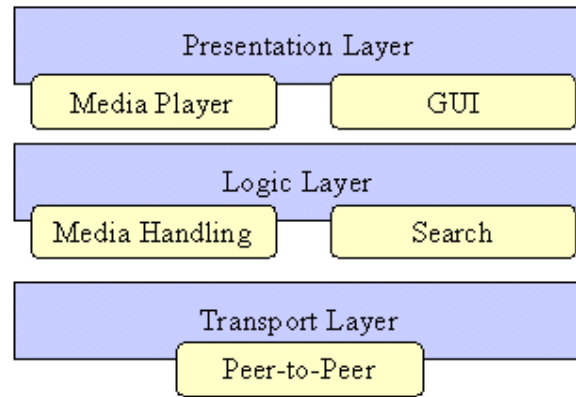 Presentation Layer
Media Player
GUI
Logic Layer
Media Handling
Search
Transport Layer
Peer-to-Peer